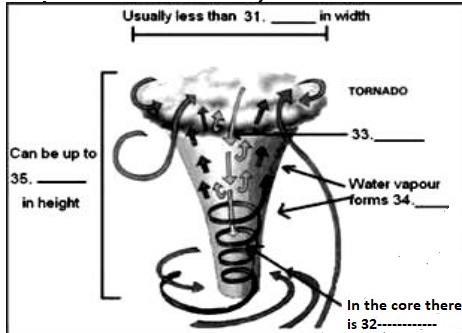 Usually less than 31. _____ in width
TORNADO
33. ______
Can be up to
35. ______
in height
Water vapour
forms 34. ____
In the core there
is 32------------